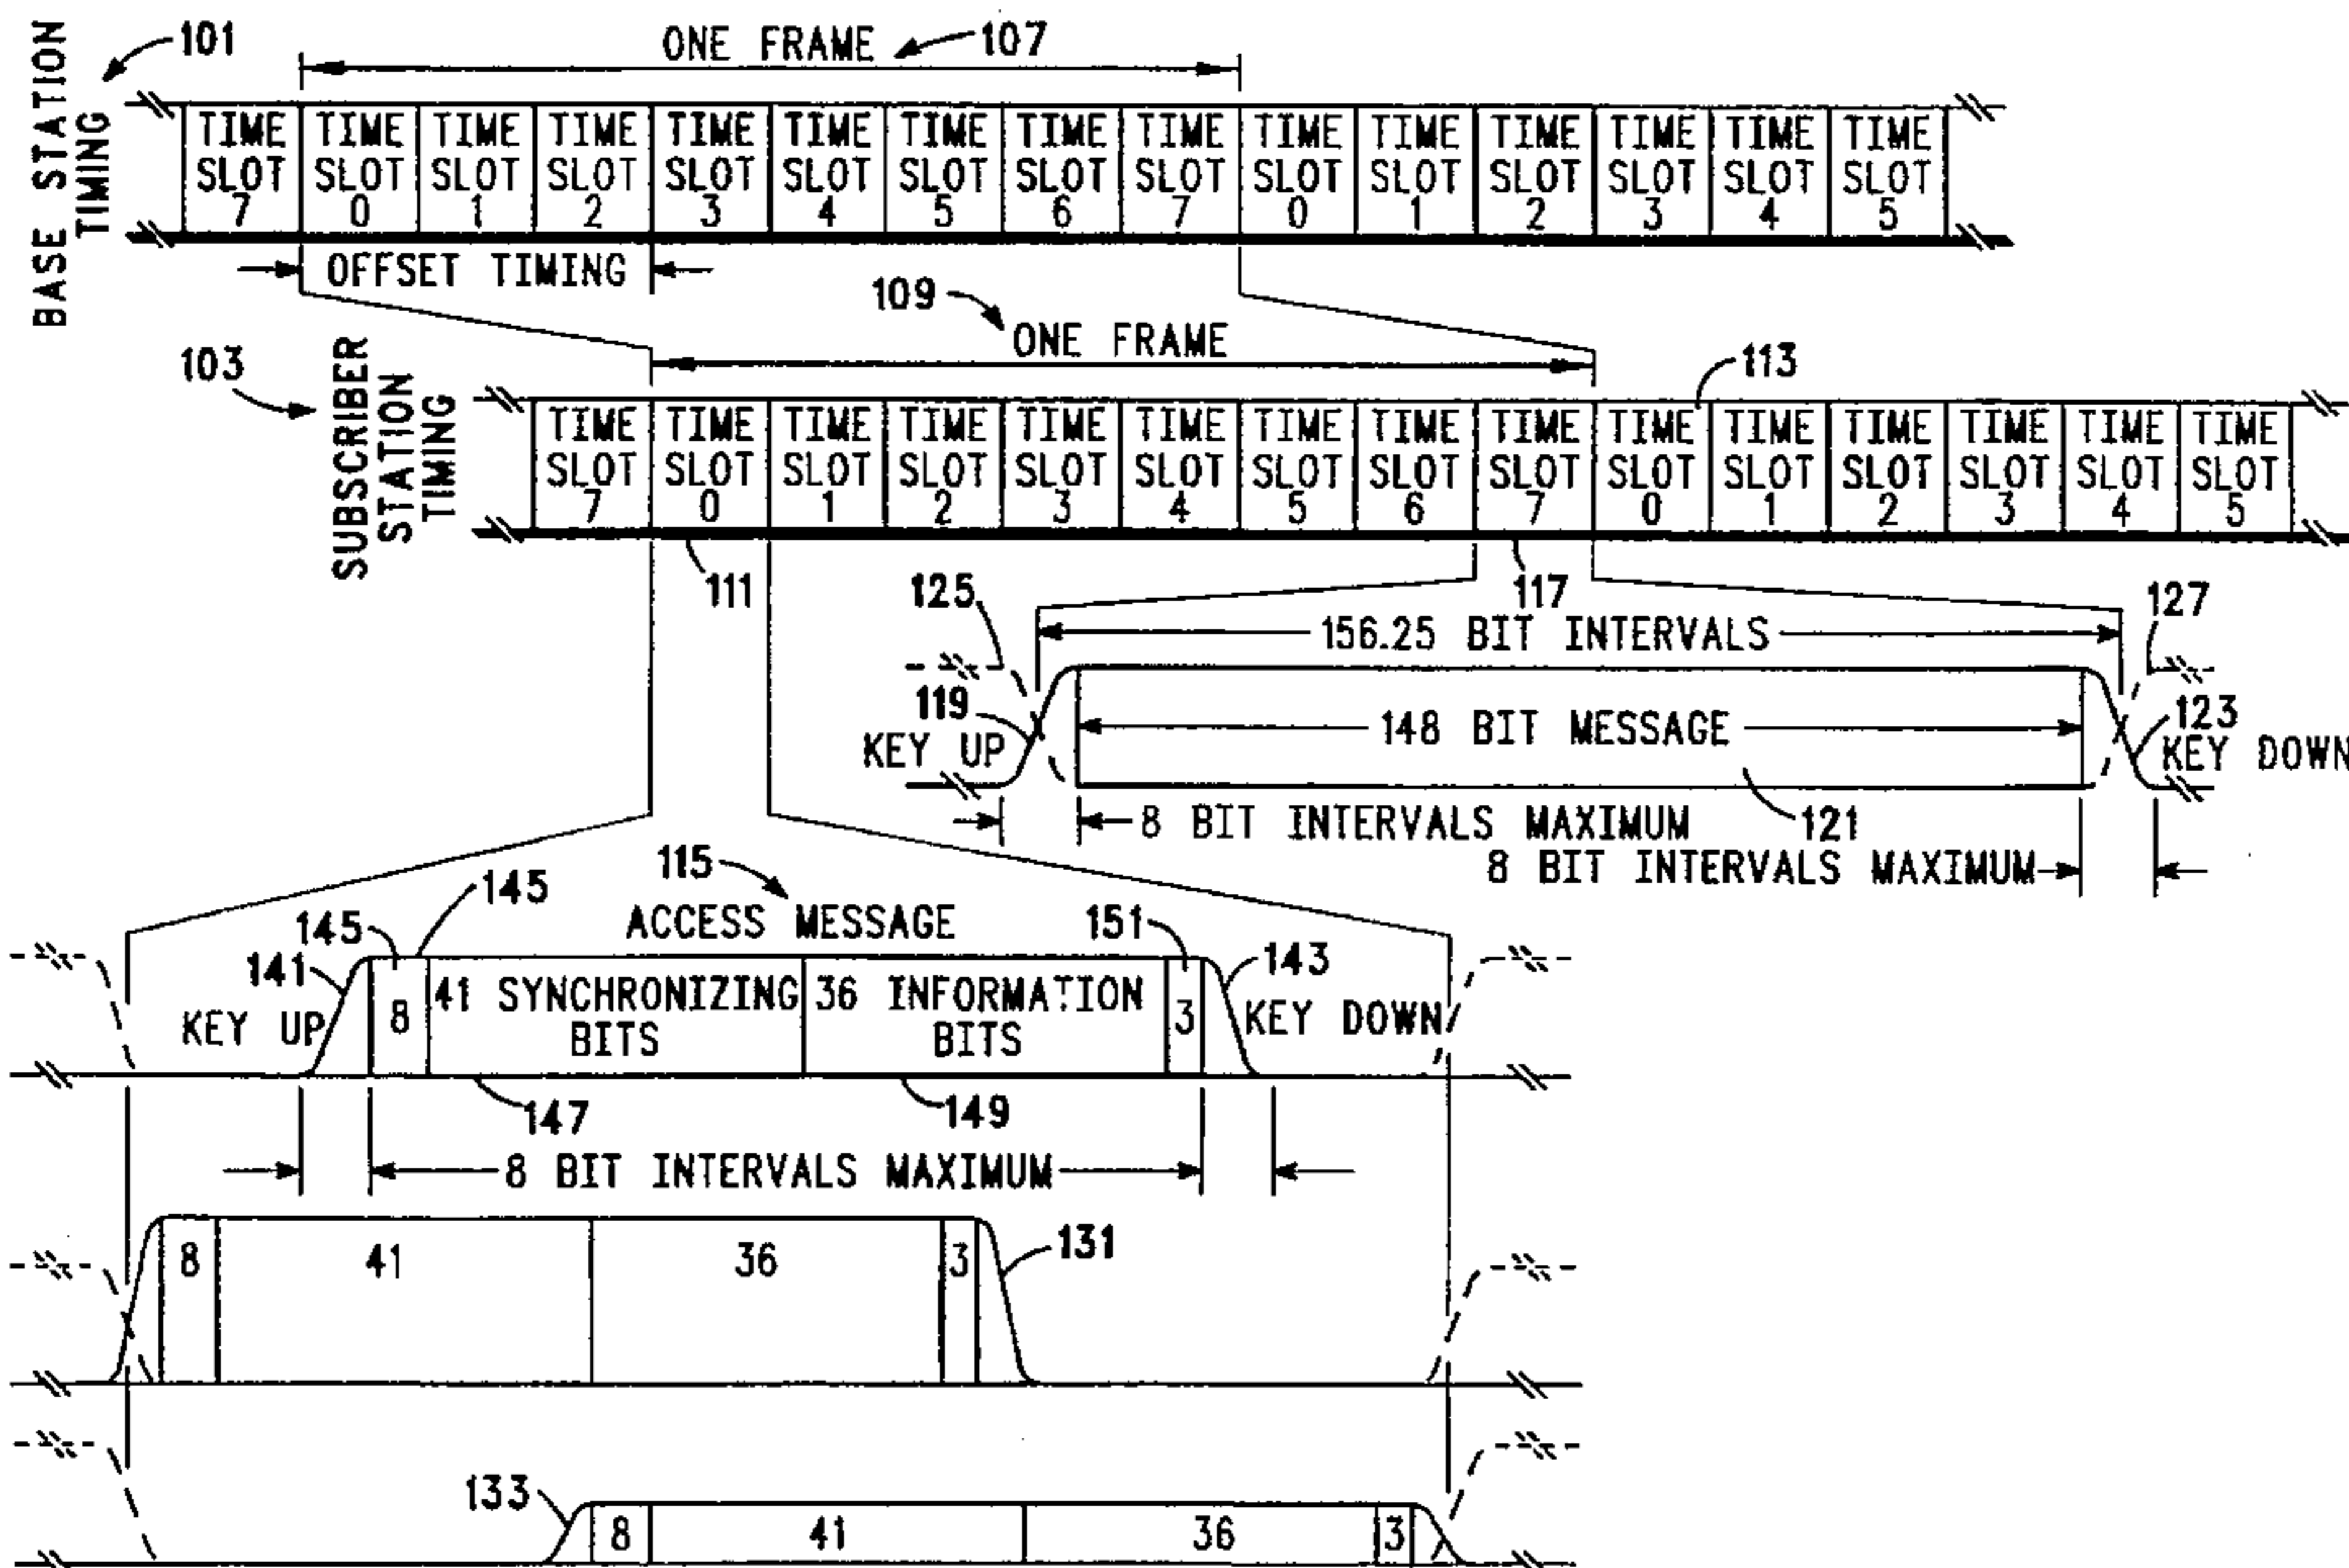 BASE STATION
TIMING
101
ONE FRAME
107
TIME SLOT 7
TIME SLOT 0
TIME SLOT 1
TIME SLOT 2
TIME SLOT 3
TIME SLOT 4
TIME SLOT 5
TIME SLOT 6
TIME SLOT 7
TIME SLOT 0
TIME SLOT 1
TIME SLOT 2
TIME SLOT 3
TIME SLOT 4
TIME SLOT 5
OFFSET TIMING
109
ONE FRAME
103
SUBSCRIBER
STATION
TIMING
113
TIME SLOT 7
TIME SLOT 0
TIME SLOT 1
TIME SLOT 2
TIME SLOT 3
TIME SLOT 4
TIME SLOT 5
TIME SLOT 6
TIME SLOT 7
TIME SLOT 0
TIME SLOT 1
TIME SLOT 2
TIME SLOT 3
TIME SLOT 4
TIME SLOT 5
111
117
125
127
156.25 BIT INTERVALS
119
KEY UP
148 BIT MESSAGE
123
KEY DOWN
8 BIT INTERVALS MAXIMUM
121
8 BIT INTERVALS MAXIMUM
115
ACCESS MESSAGE
145
145
151
141
143
KEY UP
8
41 SYNCHRONIZING
BITS
36 INFORMATION
BITS
3
KEY DOWN
147
149
8 BIT INTERVALS MAXIMUM
8
41
36
3
131
133
8
41
36
3